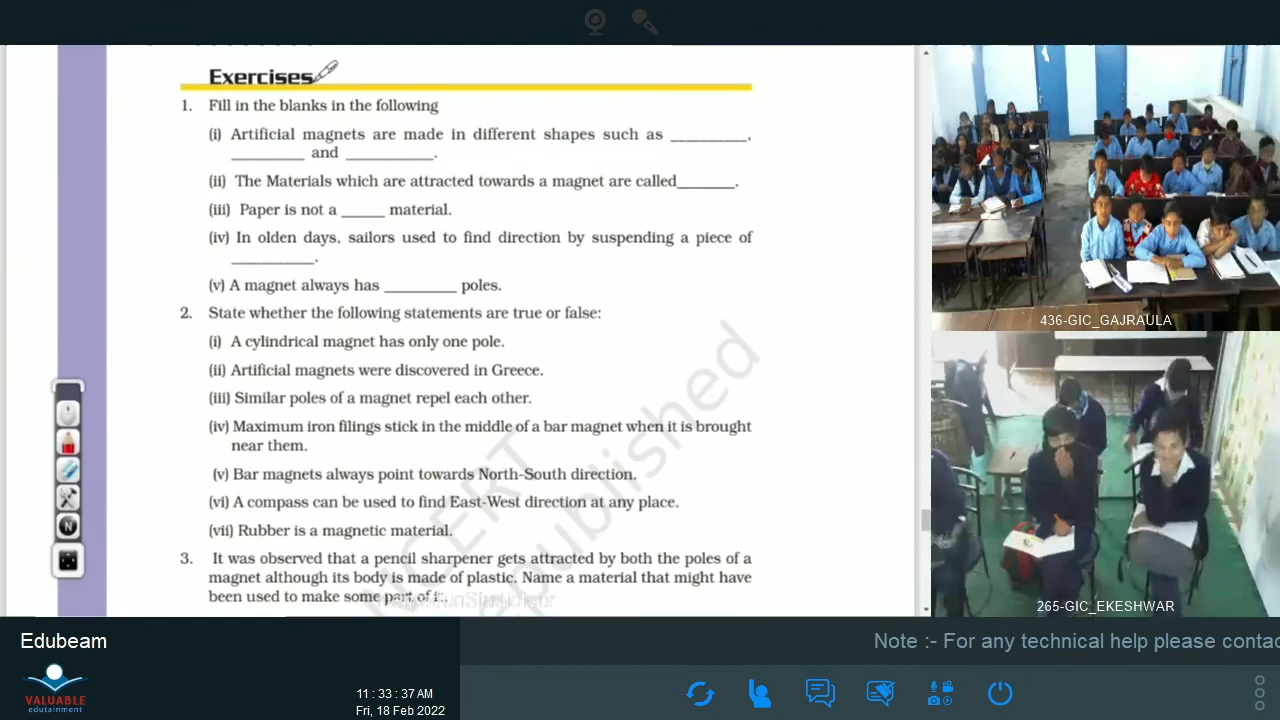 Exercises
1. Fill in the blanks in the following
(i) Artificial magnets are made in different shapes such as __________,
__________ and ____________.
(ii) The Materials which are attracted towards a magnet are called_______.
(iii) Paper is not a ______ material.
(iv) In olden days, sailors used to find direction by suspending a piece of
___________.
(v) A magnet always has __________ poles.
2. State whether the following statements are true or false:
(i) A cylindrical magnet has only one pole.
(ii) Artificial magnets were discovered in Greece.
(iii) Similar poles of a magnet repel each other.
(iv) Maximum iron filings stick in the middle of a bar magnet when it is brought
near them.
(v) Bar magnets always point towards North-South direction.
(vi) A compass can be used to find East-West direction at any place.
(vii) Rubber is a magnetic material.
3. It was observed that a pencil sharpener gets attracted by both the poles of a
magnet although its body is made of plastic. Name a material that might have
been used to make some part of it.
NCERT
republished
N
436-GIC_GAJRAULA
265-GIC_EKESHWAR
Edubeam
VALUABLE
edutainment
11 : 33 : 37 AM
Fri, 18 Feb 2022
Note :- For any technical help please contac